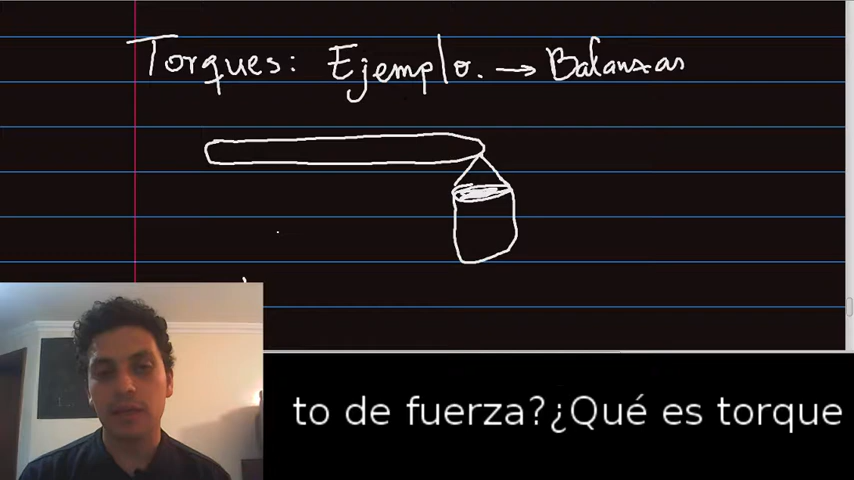 Torques: Ejemplo. → Balanzas
to de fuerza?¿Qué es torque